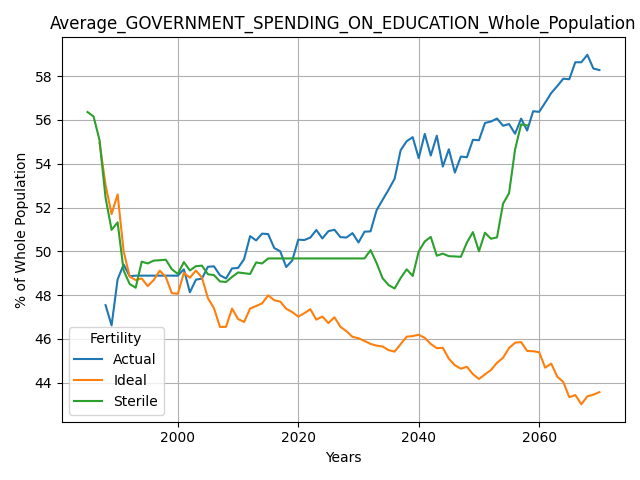 Average_GOVERNMENT_SPENDING_ON_EDUCATION_Whole_Population
% of Whole Population
58
56
54
52
50
48
46
44
Fertility
Actual
Ideal
Sterile
2000
2020
2040
2060
Years